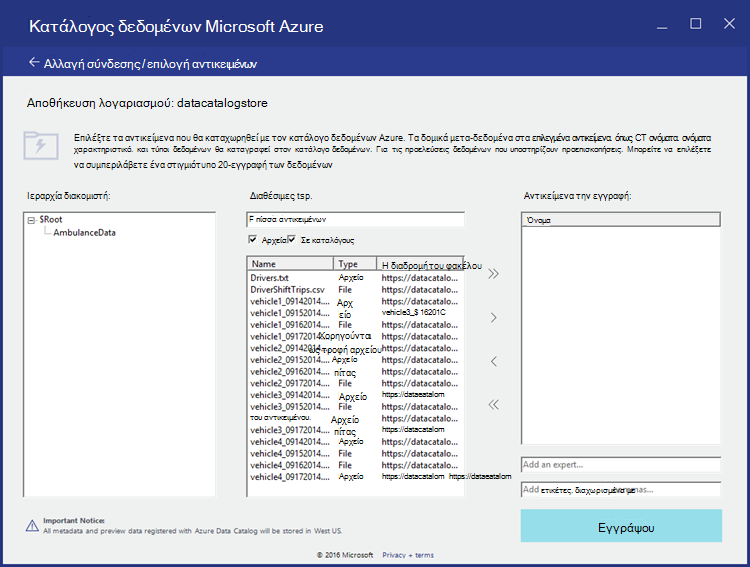 Κατάλογος δεδομένων Microsoft Azure
Αλλαγή σύνδεσης / επιλογή αντικειμένων
Αποθήκευση λογαριασμού: datacatalogstore
Επιλέξτε τα αντικείμενα που θα καταχωρηθεί με τον κατάλογο δεδομένων Azure. Τα δομικά μετα-δεδομένα στα επιλεγμένα αντικείμενα. όπως CT ονόματα. ονόματα
χαρακτηριστικό. και τύποι δεδομένων θα καταγραφεί στον κατάλογο δεδομένων. Για τις προελεύσεις δεδομένων που υποστηρίζουν προεπισκοπήσεις. Μπορείτε να επιλέξετε
να συμπεριλάβετε ένα στιγμιότυπο 20-εγγραφή των δεδομένων
Ιεραρχία διακομιστή:
Διαθέσιμες tsp.
Αντικείμενα την εγγραφή:
$Root
AmbulanceData
F πίσσα αντικειμένων
Αρχεία Σε καταλόγους
Όνομα
Name Type Η διαδρομή του φακέλου
Drivers.txt Αρχείο https://datacatalo...
DriverShiftTrips.csv File https://datacatalo...
vehicle1_09142014.... Αρχ https://datacatalo...
vehicle1_09152014.... είο vehicle3_$ 16201C
vehicle1_09162014.... File https://datacatalo...
vehicle1_09172014 Κορηγούνται https://datacatalo...
vehicle2_09142014 ως τροφή αρχείου https://datacatalo...
vehicle2_09152014.... Αρχείο https://datacatalo...
vehicle2_09162014.... πίτας https://datacatalo...
vehicle2_09172014.... File https://datacatalo...
vehicle3_09142014.... Αρχείο https://dataeatalom
vehicle3_09152014.... File https://datacatalo...
του αντικειμένου. Αρχείο https://datacatalo...
vehicle3_09172014.... πίτας https://datacatalom
vehicle4_09142014.... Αρχείο https://datacatalo...
vehicle4_09152014.... File https://datacatalo...
vehicle4_09162014.... File https://datacatalo...
vehicle4_09172014.... Αρχείο https://datacatalom https://dataeatalom
Add an expert...
Add ετικέτες. διαχωρισμένα με
Εγγράψου
Important Notice:
All metadata and preview data registered with Azure Data Catalog will be stored in West US.
© 2016 Microsoft Privacy + terms